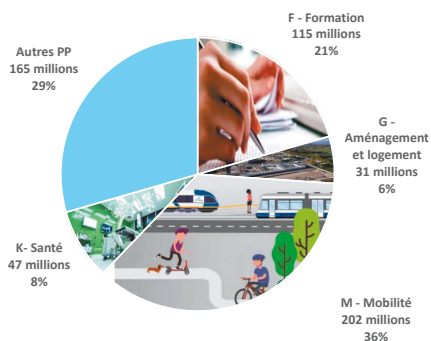 F - Formation
115 millions
21%
Autres PP
165 millions
29%
G -
Aménagement
et logement
31 millions
6%
K- Santé
47 millions
8%
M - Mobilité
202 millions
36%